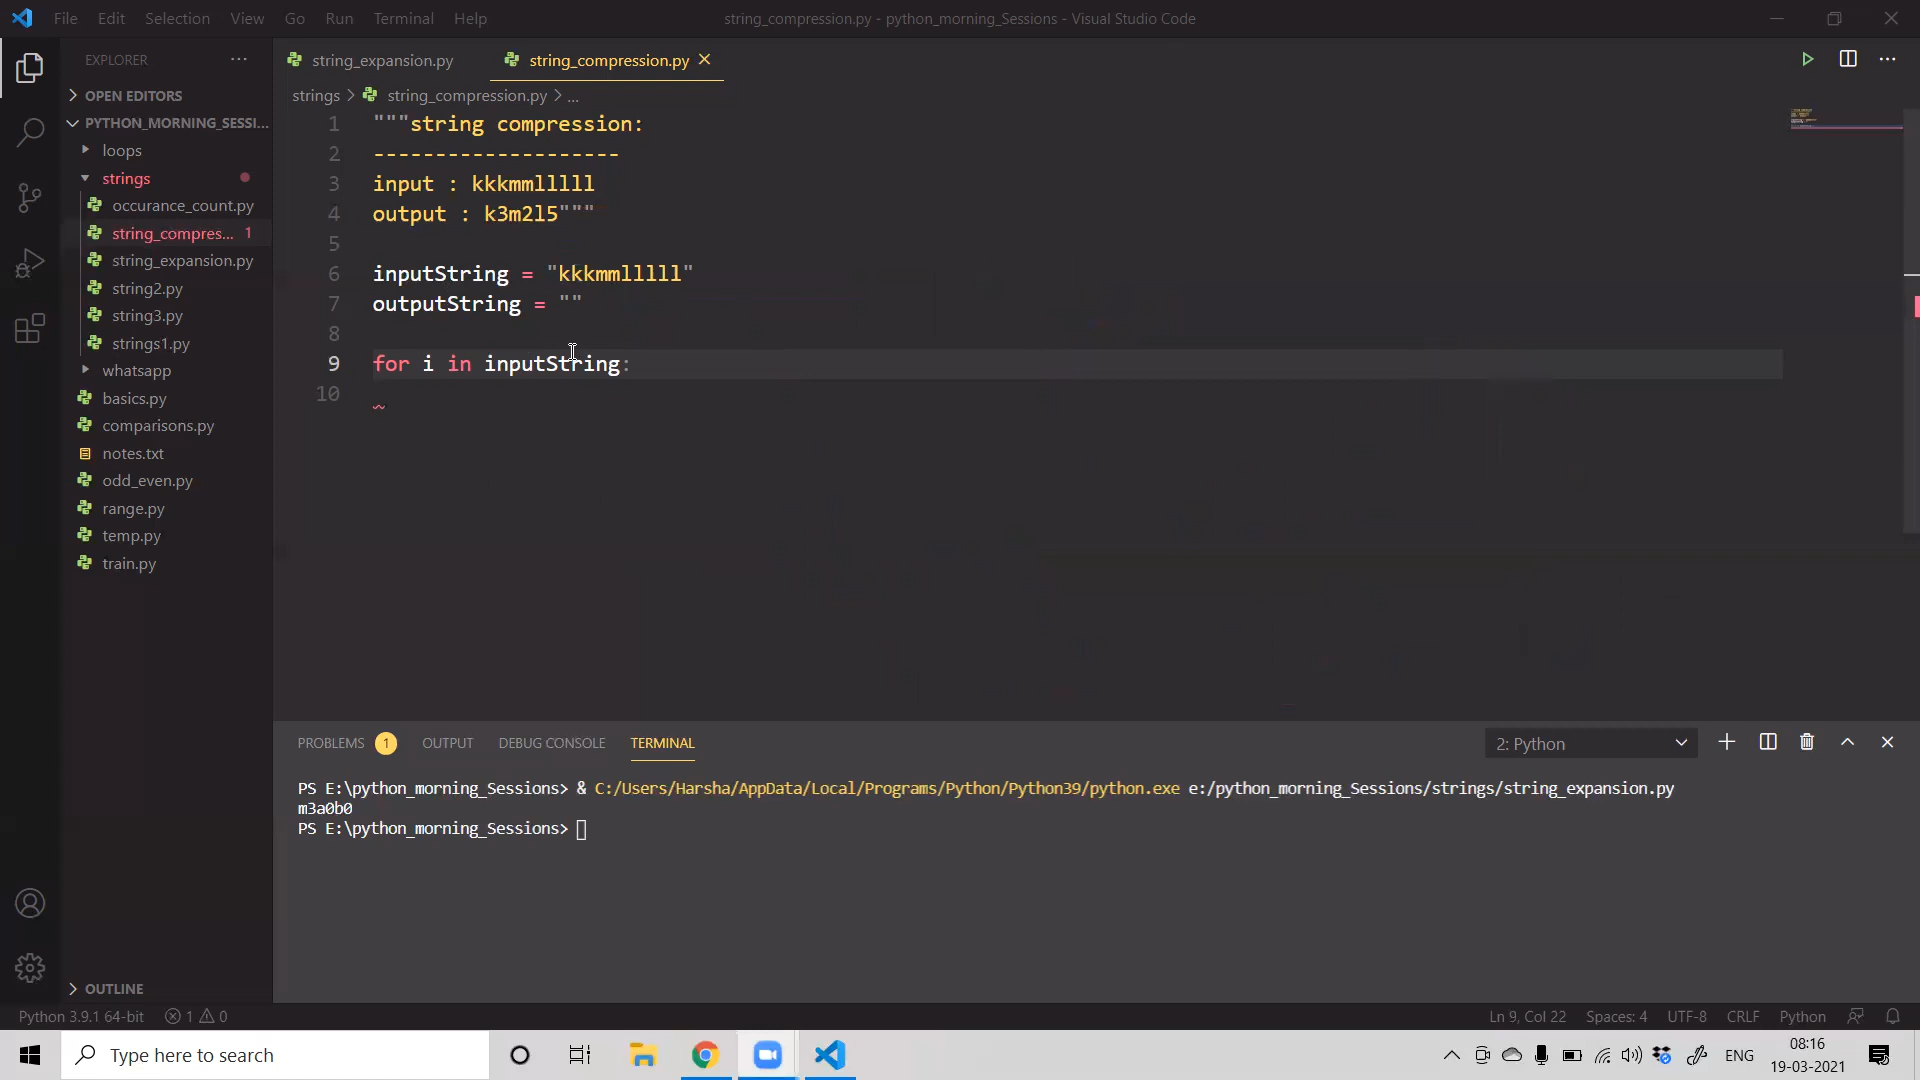 File Edit Selection View Go Run Terminal Help
string_compression.py - python_morning_Sessions - Visual Studio Code
EXPLORER
OPEN EDITORS
PYTHON_MORNING_SESSI...
loops
strings
occurance_count.py
string_compres... 1
string_expansion.py
string2.py
string3.py
strings1.py
whatsapp
basics.py
comparisons.py
notes.txt
odd_even.py
range.py
temp.py
train.py
OUTLINE
string_expansion.py
string_compression.py
strings > string_compression.py > ...
1 """string compression:
2 --------------------
3 input : kkkmmlllll
4 output : k3m2l5"""
5
6 inputString = "kkkmmlllll"
7 outputString = ""
8
9 for i in inputString:
10
PROBLEMS 1 OUTPUT DEBUG CONSOLE TERMINAL
2: Python
PS E:\python_morning_Sessions> & C:/Users/Harsha/AppData/Local/Programs/Python/Python39/python.exe e:/python_morning_Sessions/strings/string_expansion.py
m3a0b0
PS E:\python_morning_Sessions>
Python 3.9.1 64-bit 1 0
Ln 9, Col 22 Spaces: 4 UTF-8 CRLF Python
Type here to search
ENG
08:16
19-03-2021